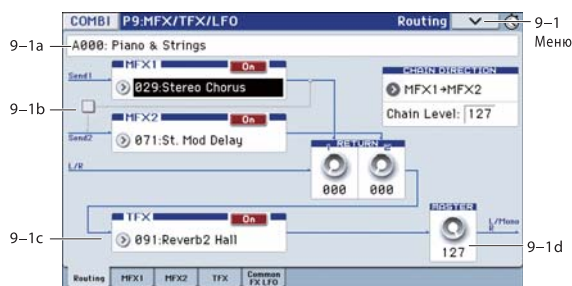 COMBI P9:MFX/TFX/LFO Routing
9–1
Меню
9–1a
A000: Piano & Strings
MFX1 On
Send1
029:Stereo Chorus
CHAIN DIRECTION
MFX1→MFX2
Chain Level: 127
9–1b
MFX2 On
Send2
071:St. Mod Delay
RETURN
1 2
L/R
000 000
MASTER
TFX On
L/Mono
R
9–1c
091:Reverb2 Hall
127
9–1d
Routing MFX1 MFX2 TFX Common FX LFO